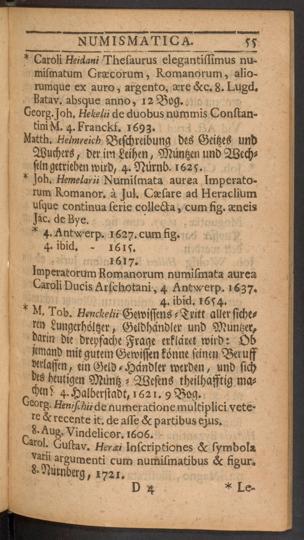 NUMISMATICA. 55
* Caroli Heidani Thesaurus elegantissimus nu-
mismatum Græcorum, Romanorum, alio-
rumque ex auro, argento, ære &c. 8. Lugd.
Batav. absque anno, 12 Bog.
Georg. Joh. Hekelii de duobus nummis Constan-
tini M. 4. Franckf. 1693.
Matth. Helmreich Beschreibung des Geitzes und
Wuchers, der im Leihen, Müntzen und Wech-
seln getrieben wird, 4. Nürnb. 1625.
* Joh. Hemelarii Numismata aurea Imperato-
rum Romanor. à Jul. Cæsare ad Heraclium
usque continua serie collecta, cum fig. æneis
Jac. de Bye.
* 4. Antwerp. 1627. cum fig.
4. ibid. - 1615.
1617.
Imperatorum Romanorum numismata aurea
Caroli Ducis Arschotani, 4 Antwerp. 1637.
4. ibid. 1654.
* M. Tob. Henckelii Gewissens-Tritt aller siche-
ren Lungerhöltzer, Geldhändler und Müntzer,
darin die dreyfache Frage erkläret wird: Ob
jemand mit gutem Gewissen könne seinen Beruff
verlassen, ein Geld-Händler werden, und sich
des heutigen Müntz-Wesens theilhafftig ma-
chen? 4. Halberstadt, 1621. 9 Bog.
Georg. Henischii de numeratione multiplici vete-
re & recente it. de asse & partibus ejus.
8. Aug. Vindelicor. 1606.
Carol. Gustav. Heræi Inscriptiones & symbola
varii argumenti cum numismatibus & figur.
8. Nürnberg, 1721.
D 4 * Le-